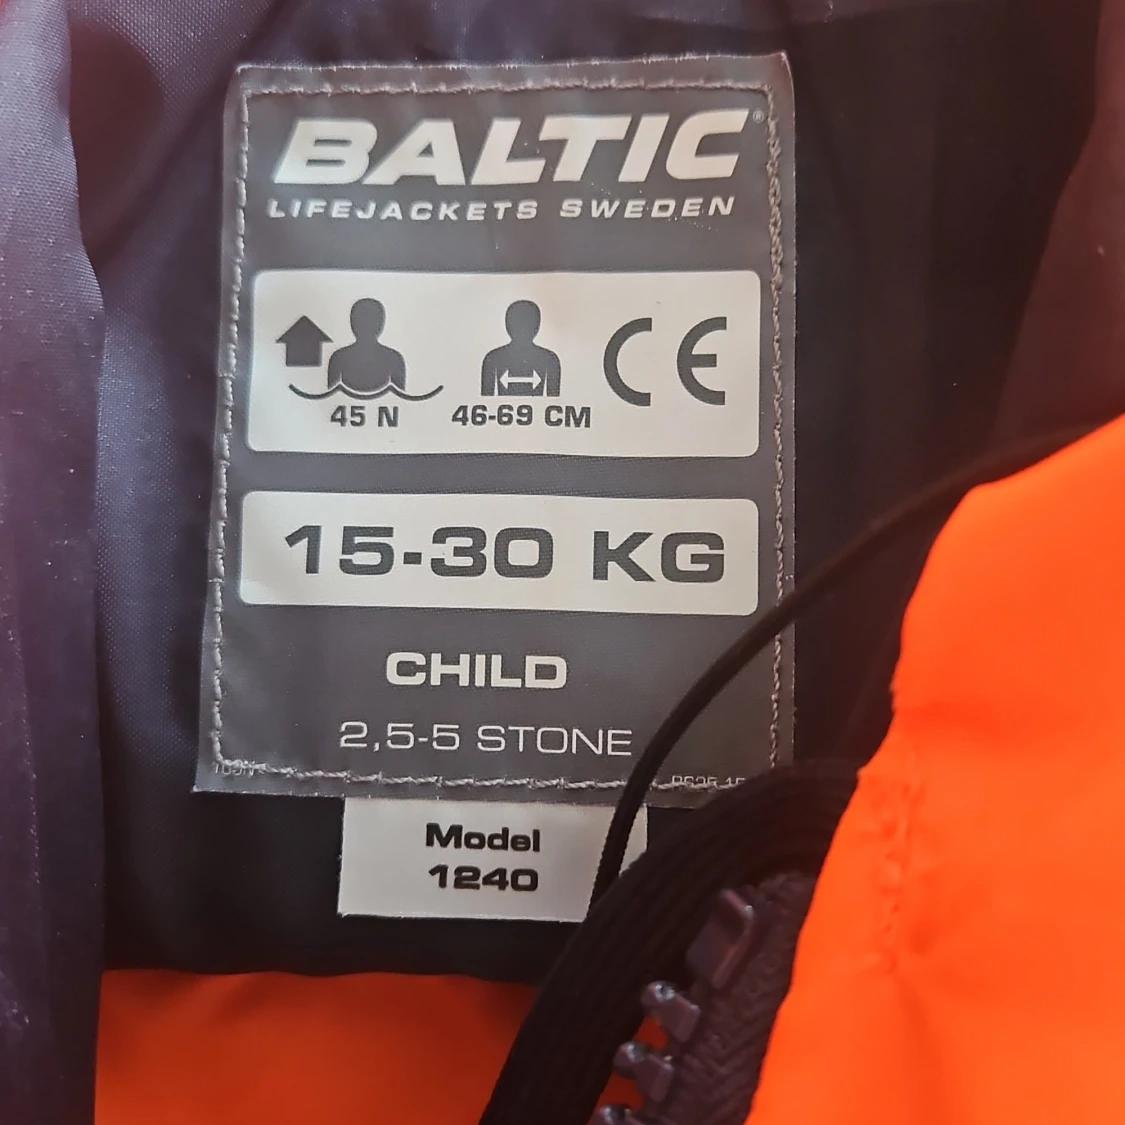 BALTIC®
LIFEJACKETS SWEDEN
45 N
46-69 CM
CE
15-30 KG
CHILD
2,5-5 STONE
Model
1240